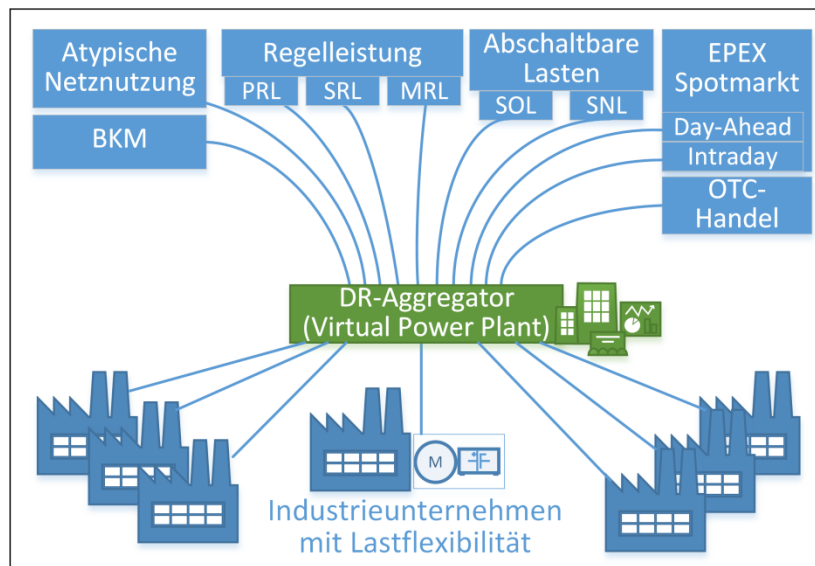 Atypische
Netznutzung
BKM
Regelleistung
PRL
SRL
MRL
Abschaltbare
Lasten
SOL
SNL
EPEX
Spotmarkt
Day-Ahead
Intraday
OTC-
Handel
DR-Aggregator
(Virtual Power Plant)
M
Industrieunternehmen
mit Lastflexibilität